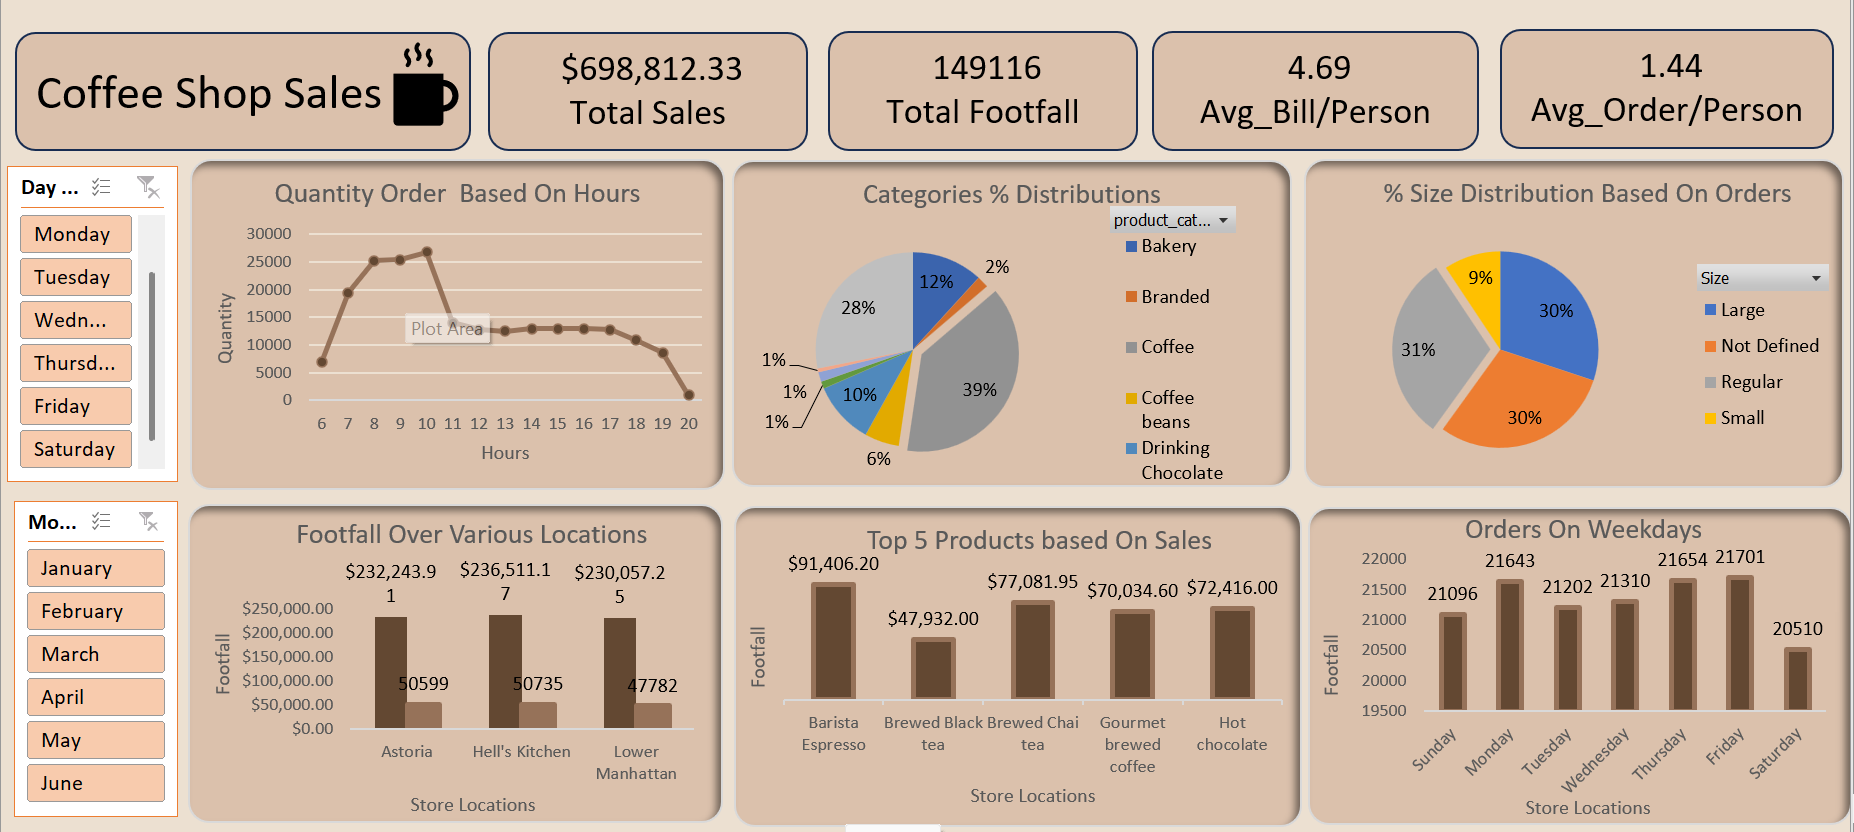 Coffee Shop Sales
$698,812.33
Total Sales
149116
Total Footfall
4.69
Avg_Bill/Person
1.44
Avg_Order/Person
Day ...
Monday
Tuesday
Wedn...
Thursd...
Friday
Saturday
Quantity Order  Based On Hours
30000
25000
20000
15000
10000
5000
0
Quantity
Plot Area
6 7 8 9 10 11 12 13 14 15 16 17 18 19 20
Hours
Categories % Distributions
product_cat...
Bakery
Branded
Coffee
Coffee
beans
Drinking
Chocolate
12%
2%
28%
39%
1%
1%
1%
10%
6%
% Size Distribution Based On Orders
Size
Large
Not Defined
Regular
Small
9%
30%
31%
30%
Mo...
January
February
March
April
May
June
Footfall Over Various Locations
$232,243.9
1
$236,511.1
7
$230,057.2
5
$250,000.00
$200,000.00
$150,000.00
$100,000.00
$50,000.00
$0.00
Footfall
50599
50735
47782
Astoria
Hell's Kitchen
Lower
Manhattan
Store Locations
Top 5 Products based On Sales
$91,406.20
$47,932.00
$77,081.95
$70,034.60
$72,416.00
Footfall
Barista
Espresso
Brewed Black
tea
Brewed Chai
tea
Gourmet
brewed
coffee
Hot
chocolate
Store Locations
Orders On Weekdays
22000
21500
21000
20500
20000
19500
Footfall
21096
21643
21202
21310
21654
21701
20510
Sunday
Monday
Tuesday
Wednesday
Thursday
Friday
Saturday
Store Locations